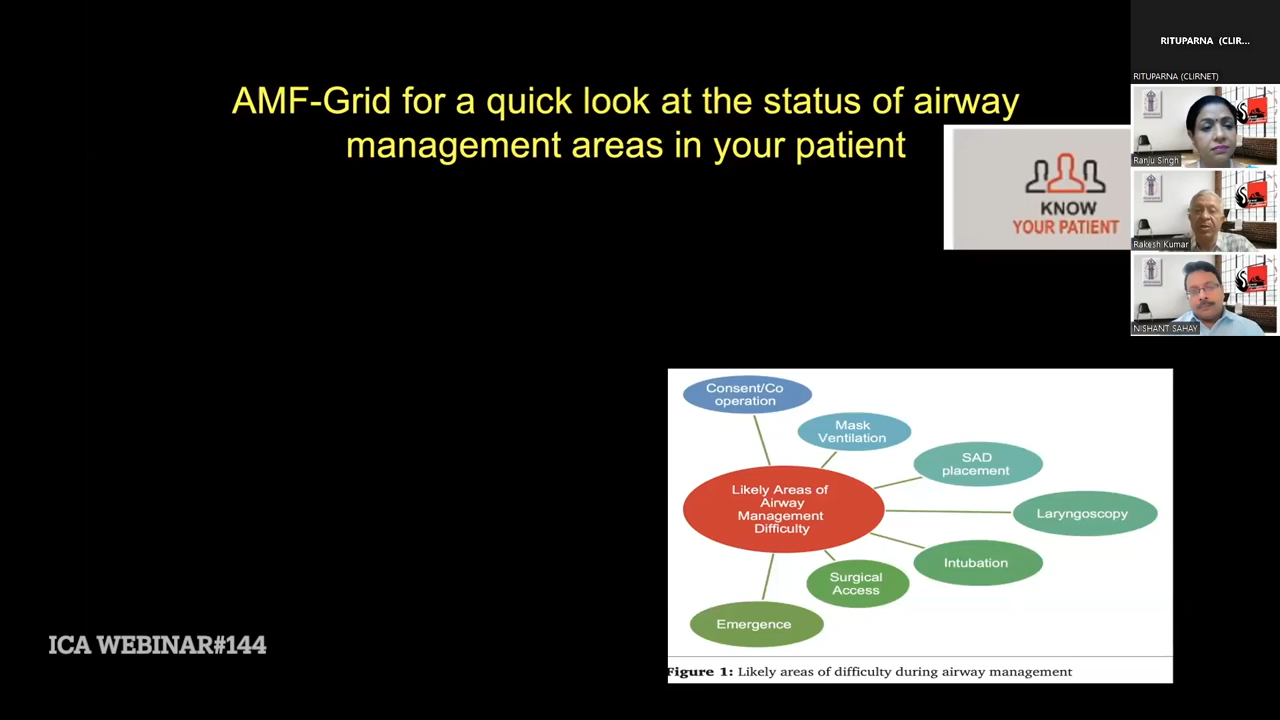 AMF-Grid for a quick look at the status of airway
management areas in your patient
KNOW
YOUR PATIENT
RITUPARNA (CLIR...
RITUPARNA (CLIRNET)
Ranju Singh
Rakesh Kumar
NISHANT SAHAY
Consent/Co
operation
Mask
Ventilation
SAD
placement
Likely Areas of
Airway
Management
Difficulty
Laryngoscopy
Intubation
Surgical
Access
Emergence
Figure 1: Likely areas of difficulty during airway management
ICA WEBINAR#144